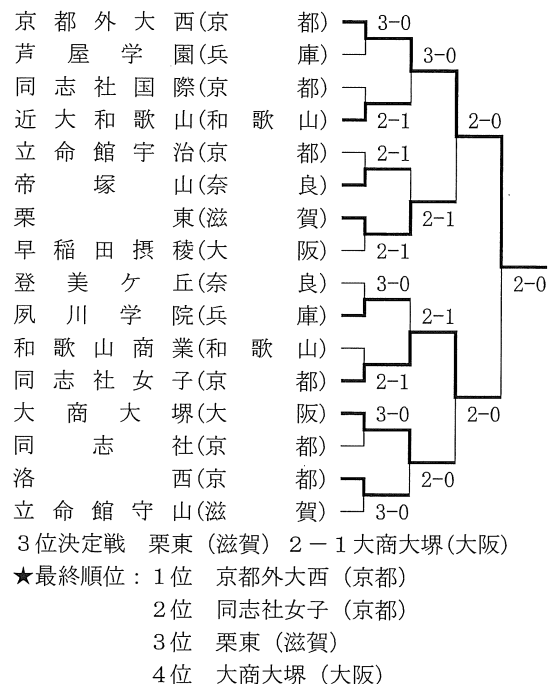 京都外大西(京都) 3-0
芦屋学園(兵庫) 3-0
同志社国際(京都)
近大和歌山(和歌山) 2-1 2-0
立命館宇治(京都) 2-1
帝塚山(奈良)
栗東(滋賀) 2-1
早稲田摂稜(大阪) 2-1
登美ケ丘(奈良) 3-0 2-0
夙川学院(兵庫) 2-1
和歌山商業(和歌山)
同志社女子(京都) 2-1
大商大堺(大阪) 3-0 2-0
同志社(京都)
洛西(京都) 2-0
立命館守山(滋賀) 3-0
3位決定戦 栗東(滋賀) 2-1大商大堺(大阪)
★最終順位:1位 京都外大西(京都)
2位 同志社女子(京都)
3位 栗東(滋賀)
4位 大商大堺(大阪)